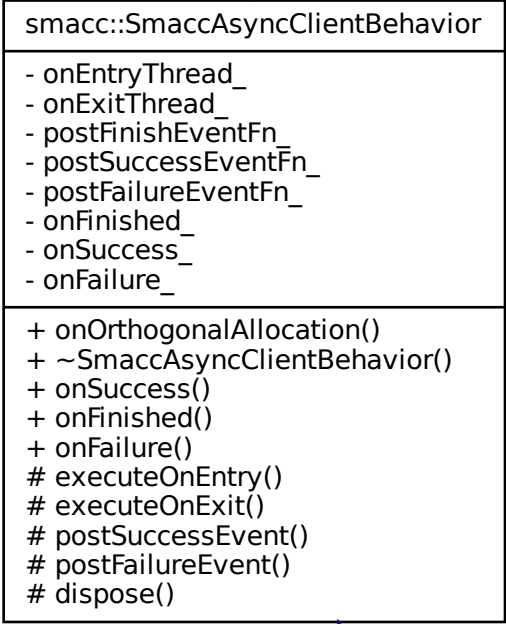 smacc::SmaccAsyncClientBehavior
- onEntryThread_
- onExitThread_
- postFinishEventFn_
- postSuccessEventFn_
- postFailureEventFn_
- onFinished_
- onSuccess_
- onFailure_
+ onOrthogonalAllocation()
+ ~SmaccAsyncClientBehavior()
+ onSuccess()
+ onFinished()
+ onFailure()
# executeOnEntry()
# executeOnExit()
# postSuccessEvent()
# postFailureEvent()
# dispose()